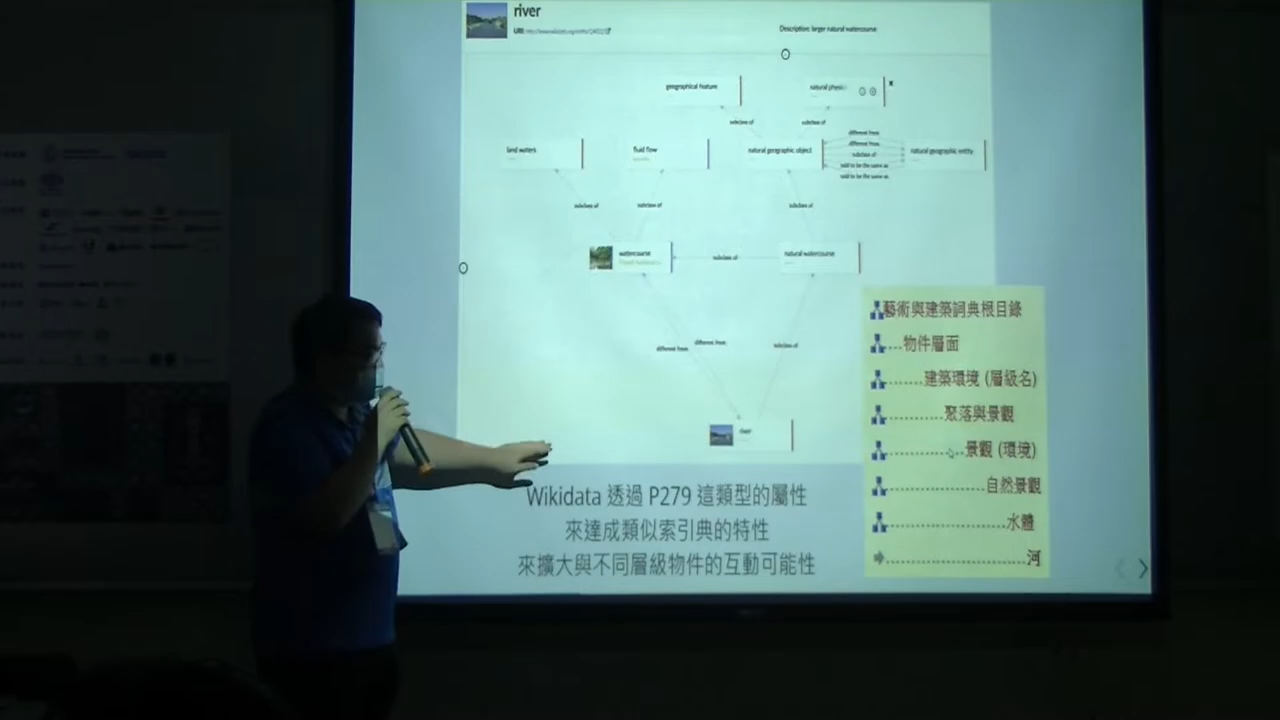 river
URI:
Description: larger natural watercourse
geographical feature
natural physi
subclass of
subclass of
different from
different from
subclass of
said to be the same as
said to be the same as
land waters
fluid flow
natural geographic object
natural geographic entity
subclass of
subclass of
subclass of
watercourse
subclass of
natural watercourse
different from
different from
subclass of
river
Wikidata 透過 P279 這類型的屬性
來達成類似索引典的特性
來擴大與不同層級物件的互動可能性
藝術與建築詞典根目錄
....物件層面
.......建築環境 (層級名)
..........聚落與景觀
.............景觀 (環境)
................自然景觀
...................水體
......................河